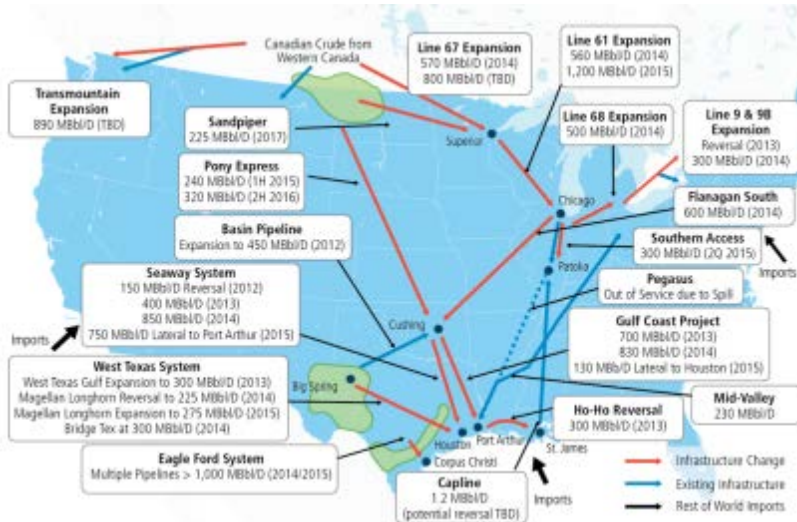 Canadian Crude from
Western Canada
Transmountain
Expansion
890 MBbl/D (TBD)
Sandpiper
225 MBbl/D (2017)
Pony Express
240 MBbl/D (1H 2015)
320 MBbl/D (2H 2016)
Basin Pipeline
Expansion to 450 MBbl/D (2012)
Seaway System
150 MBbl/D Reversal (2012)
400 MBbl/D (2013)
850 MBbl/D (2014)
750 MBbl/D Lateral to Port Arthur (2015)
Imports
West Texas System
West Texas Gulf Expansion to 300 MBbl/D (2013)
Magellan Longhorn Reversal to 225 MBbl/D (2014)
Magellan Longhorn Expansion to 275 MBbl/D (2015)
Bridge Tex at 300 MBbl/D (2014)
Eagle Ford System
Multiple Pipelines > 1,000 MBbl/D (2014/2015)
Line 67 Expansion
570 MBbl/D (2014)
800 MBbl/D (TBD)
Line 61 Expansion
560 MBbl/D (2014)
1,200 MBbl/D (2015)
Line 68 Expansion
500 MBbl/D (2014)
Line 9 & 9B
Expansion
Reversal (2013)
300 MBbl/D (2014)
Flanagan South
600 MBbl/D (2014)
Southern Access
300 MBbl/D (2Q 2015)
Imports
Pegasus
Out of Service due to Spill
Gulf Coast Project
700 MBbl/D (2013)
830 MBbl/D (2014)
130 MBb/D Lateral to Houston (2015)
Mid-Valley
230 MBbl/D
Ho-Ho Reversal
300 MBbl/D (2013)
Capline
1.2 MBbl/D
(potential reversal TBD)
Imports
Superior
Chicago
Patoka
Cushing
Big Spring
Houston
Port Arthur
St. James
Corpus Christi
Infrastructure Change
Existing Infrastructure
Rest of World Imports